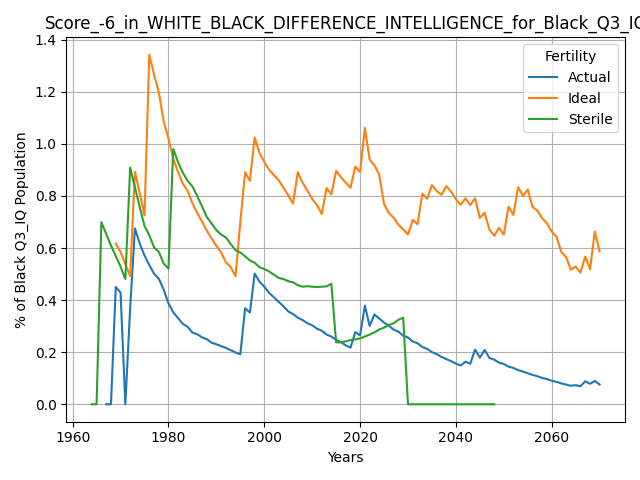 Score_-6_in_WHITE_BLACK_DIFFERENCE_INTELLIGENCE_for_Black_Q3_IQ
1.4
1.2
1.0
0.8
0.6
0.4
0.2
0.0
% of Black Q3_IQ Population
Fertility
Actual
Ideal
Sterile
1960 1980 2000 2020 2040 2060
Years